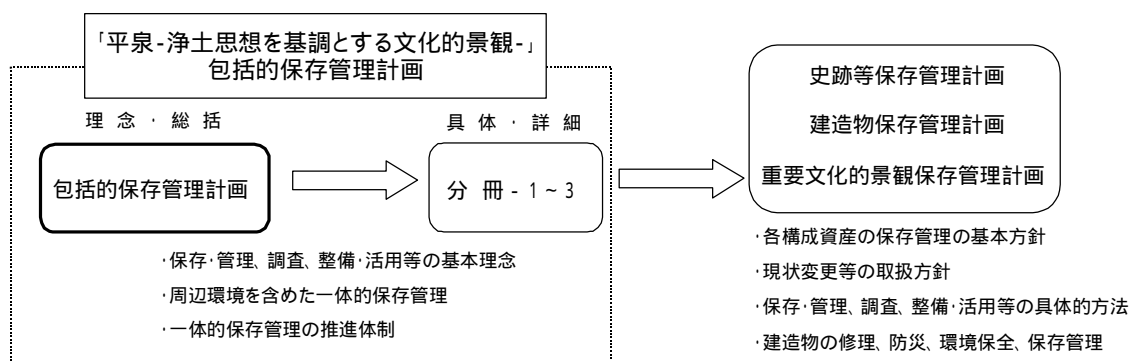 「平泉-浄土思想を基調とする文化的景観-」
包括的保存管理計画
理念・総括
具体・詳細
包括的保存管理計画
分冊-1～3
・保存・管理、調査、整備・活用等の基本理念
・周辺環境を含めた一体的保存管理
・一体的保存管理の推進体制
史跡等保存管理計画
建造物保存管理計画
重要文化的景観保存管理計画
・各構成資産の保存管理の基本方針
・現状変更等の取扱方針
・保存・管理、調査、整備・活用等の具体的方法
・建造物の修理、防災、環境保全、保存管理